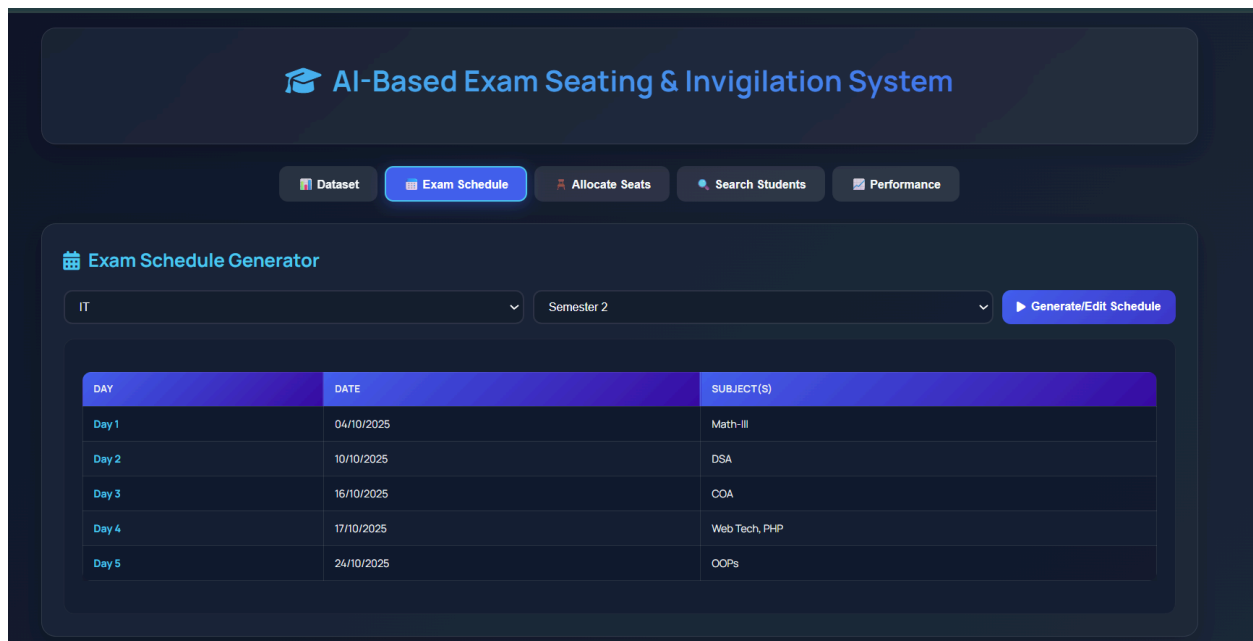 AI-Based Exam Seating & Invigilation System
Dataset Exam Schedule Allocate Seats Search Students Performance
Exam Schedule Generator
IT Semester 2 Generate/Edit Schedule
DAY DATE SUBJECT(S)
Day 1 04/10/2025 Math-III
Day 2 10/10/2025 DSA
Day 3 16/10/2025 COA
Day 4 17/10/2025 Web Tech, PHP
Day 5 24/10/2025 OOPs